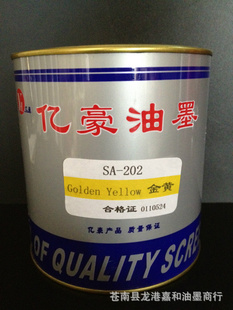 亿豪油墨
SA-202
Golden Yellow 金黄
合格证 0110524
亿豪产品 质量保证
OF QUALITY SCRE
苍南县龙港嘉和油墨商行